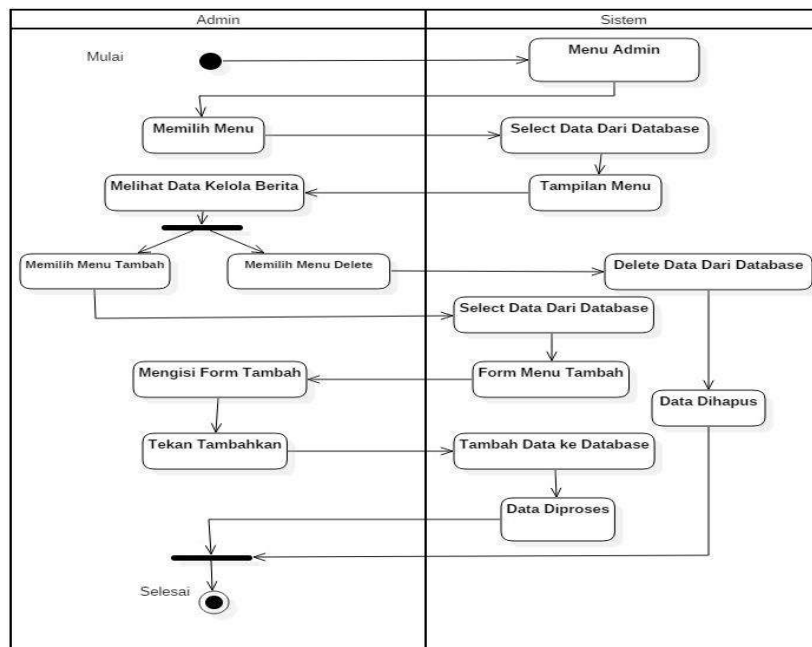 Admin
Sistem
Mulai
Menu Admin
Memilih Menu
Select Data Dari Database
Melihat Data Kelola Berita
Tampilan Menu
Memilih Menu Tambah
Memilih Menu Delete
Delete Data Dari Database
Select Data Dari Database
Mengisi Form Tambah
Form Menu Tambah
Data Dihapus
Tekan Tambahkan
Tambah Data ke Database
Data Diproses
Selesai